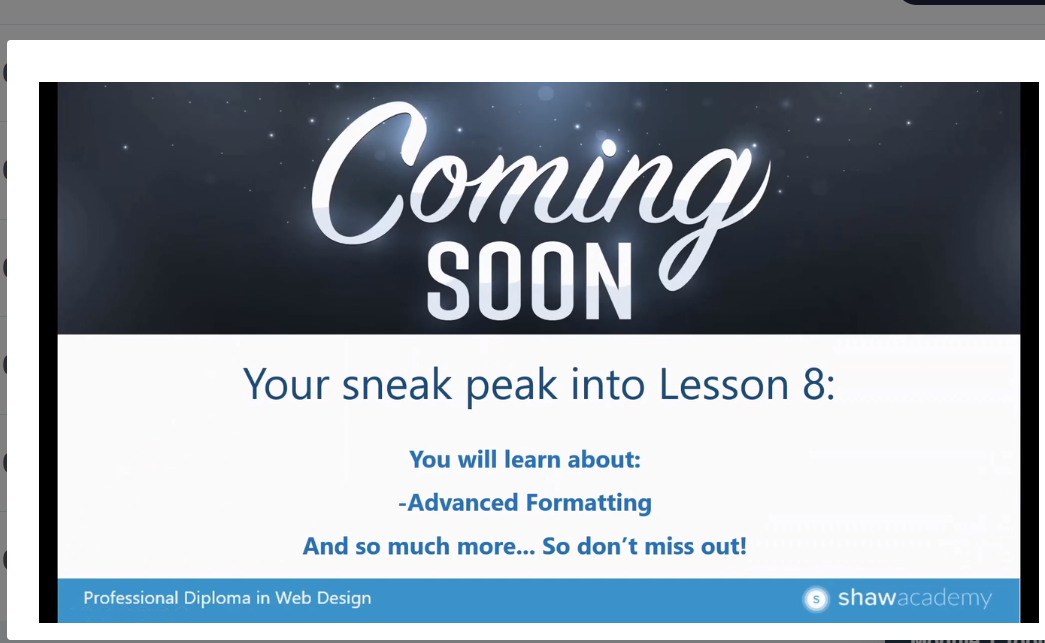 Coming
SOON
Your sneak peak into Lesson 8:
You will learn about:
-Advanced Formatting
And so much more... So don’t miss out!
Professional Diploma in Web Design
s shawacademy